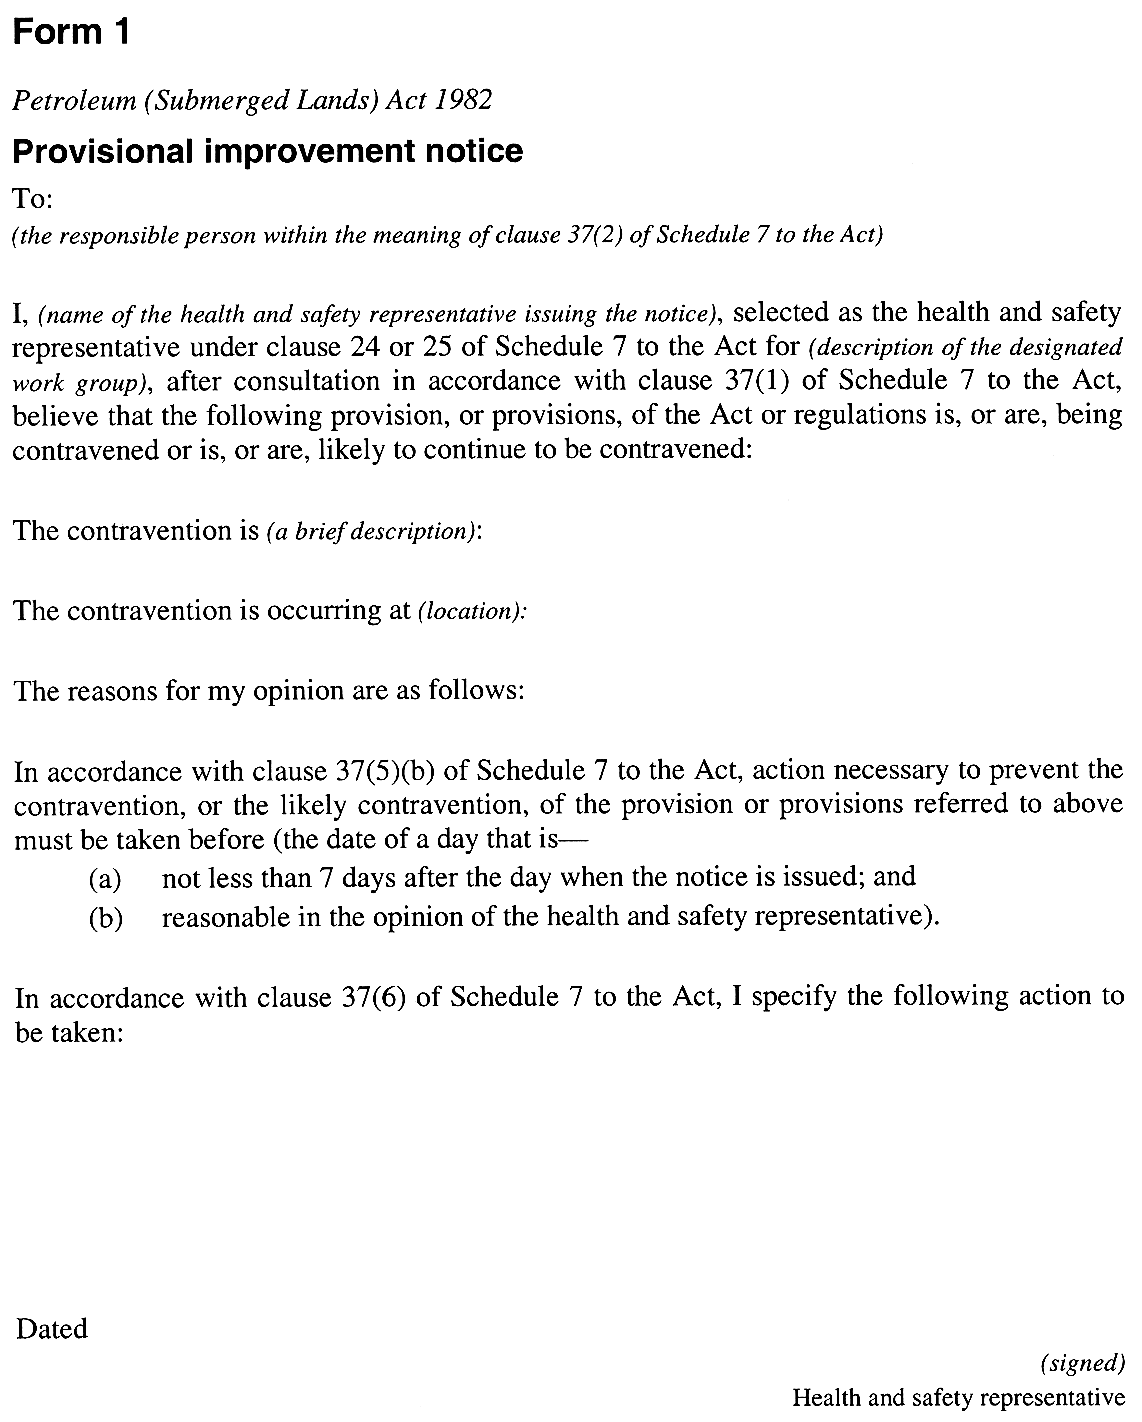 Form 1
Petroleum (Submerged Lands) Act 1982
Provisional improvement notice
To:
(the responsible person within the meaning of clause 37(2) of Schedule 7 to the Act)
I, (name of the health and safety representative issuing the notice), selected as the health and safety
representative under clause 24 or 25 of Schedule 7 to the Act for (description of the designated
work group), after consultation in accordance with clause 37(1) of Schedule 7 to the Act,
believe that the following provision, or provisions, of the Act or regulations is, or are, being
contravened or is, or are, likely to continue to be contravened:
The contravention is (a brief description):
The contravention is occurring at (location):
The reasons for my opinion are as follows:
In accordance with clause 37(5)(b) of Schedule 7 to the Act, action necessary to prevent the
contravention, or the likely contravention, of the provision or provisions referred to above
must be taken before (the date of a day that is—
(a) not less than 7 days after the day when the notice is issued; and
(b) reasonable in the opinion of the health and safety representative).
In accordance with clause 37(6) of Schedule 7 to the Act, I specify the following action to
be taken:
Dated
(signed)
Health and safety representative